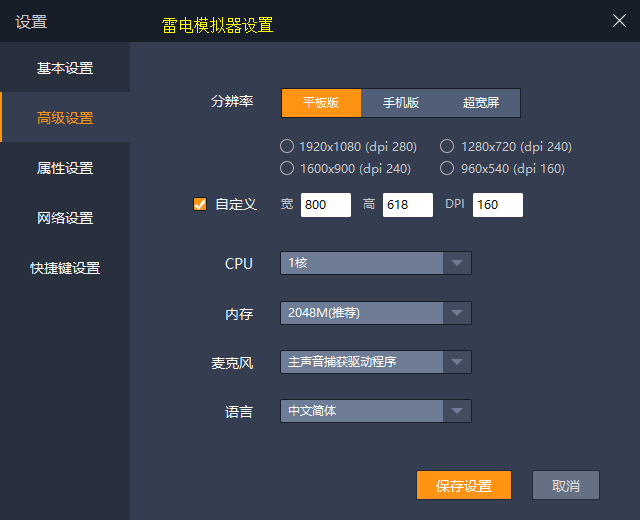 设置
雷电模拟器设置
基本设置
高级设置
属性设置
网络设置
快捷键设置
分辨率
平板版 手机版 超宽屏
1920x1080 (dpi 280) 1280x720 (dpi 240)
1600x900 (dpi 240) 960x540 (dpi 160)
自定义 宽 800 高 618 DPI 160
CPU 1核
内存 2048M(推荐)
麦克风 主声音捕获驱动程序
语言 中文简体
保存设置 取消